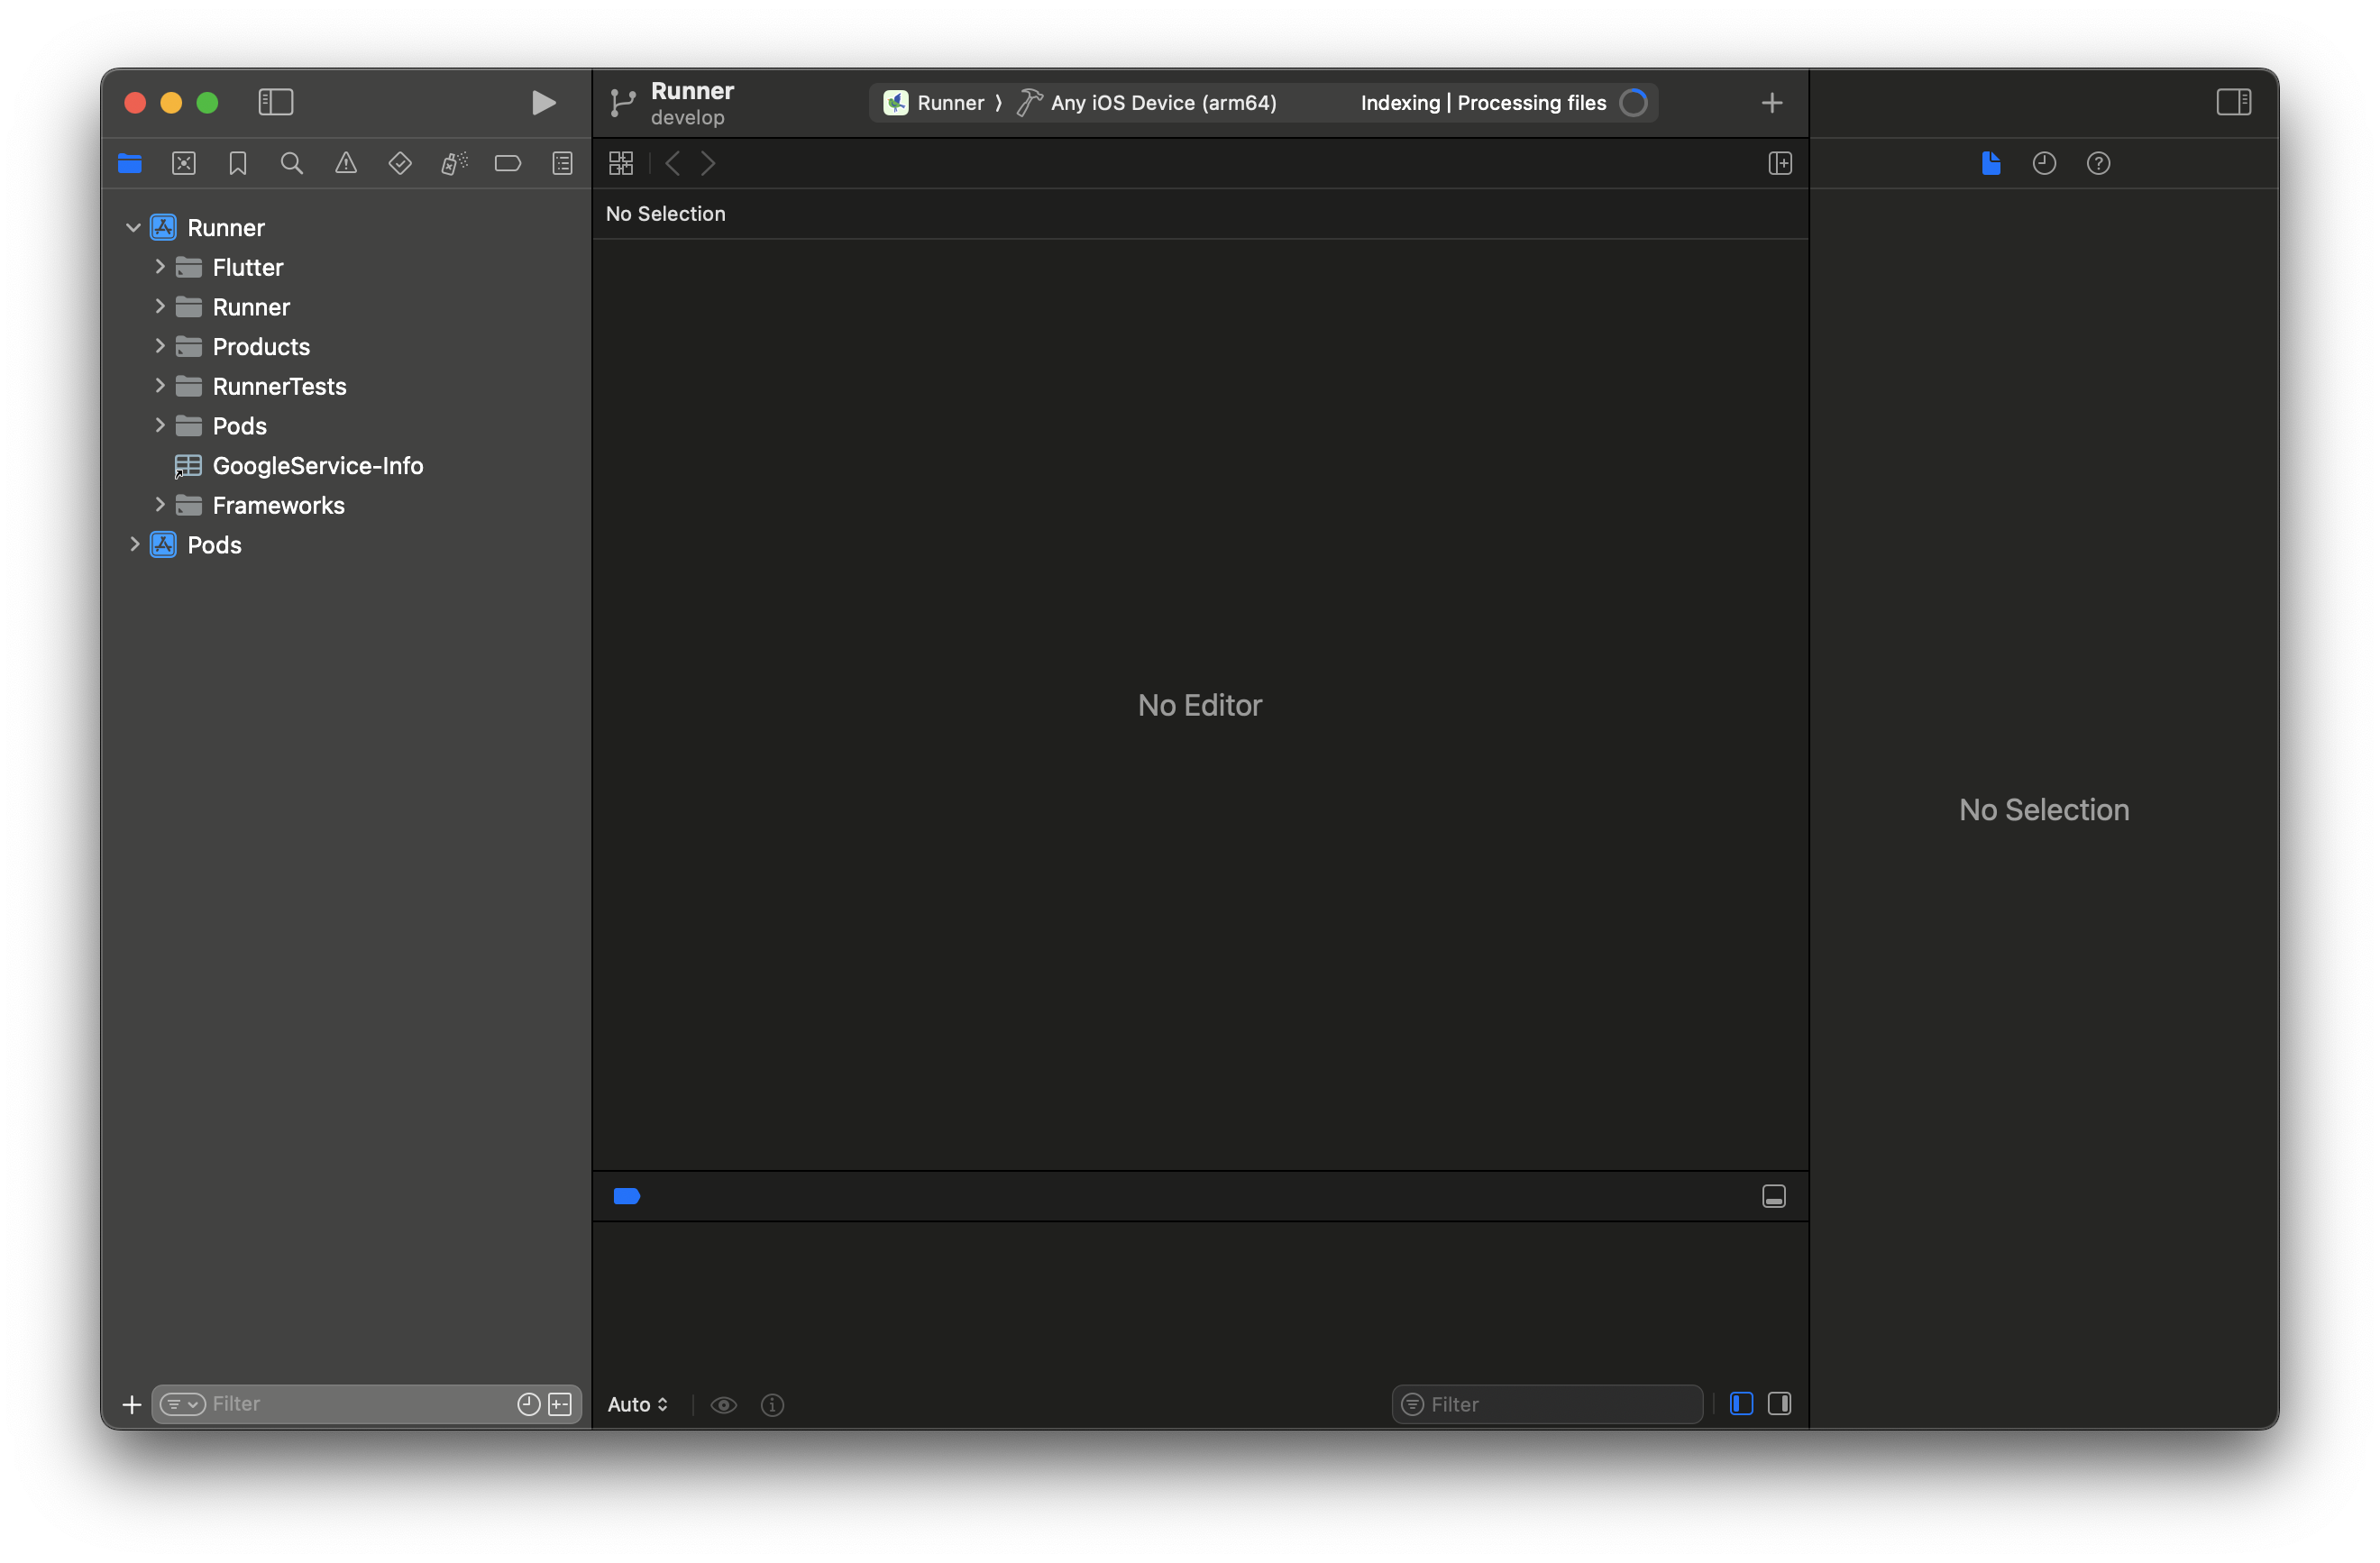 Runner
develop
Runner
Any iOS Device (arm64)
Indexing | Processing files
No Selection
Runner
Flutter
Runner
Products
RunnerTests
Pods
GoogleService-Info
Frameworks
Pods
No Editor
No Selection
Filter
Auto
Filter